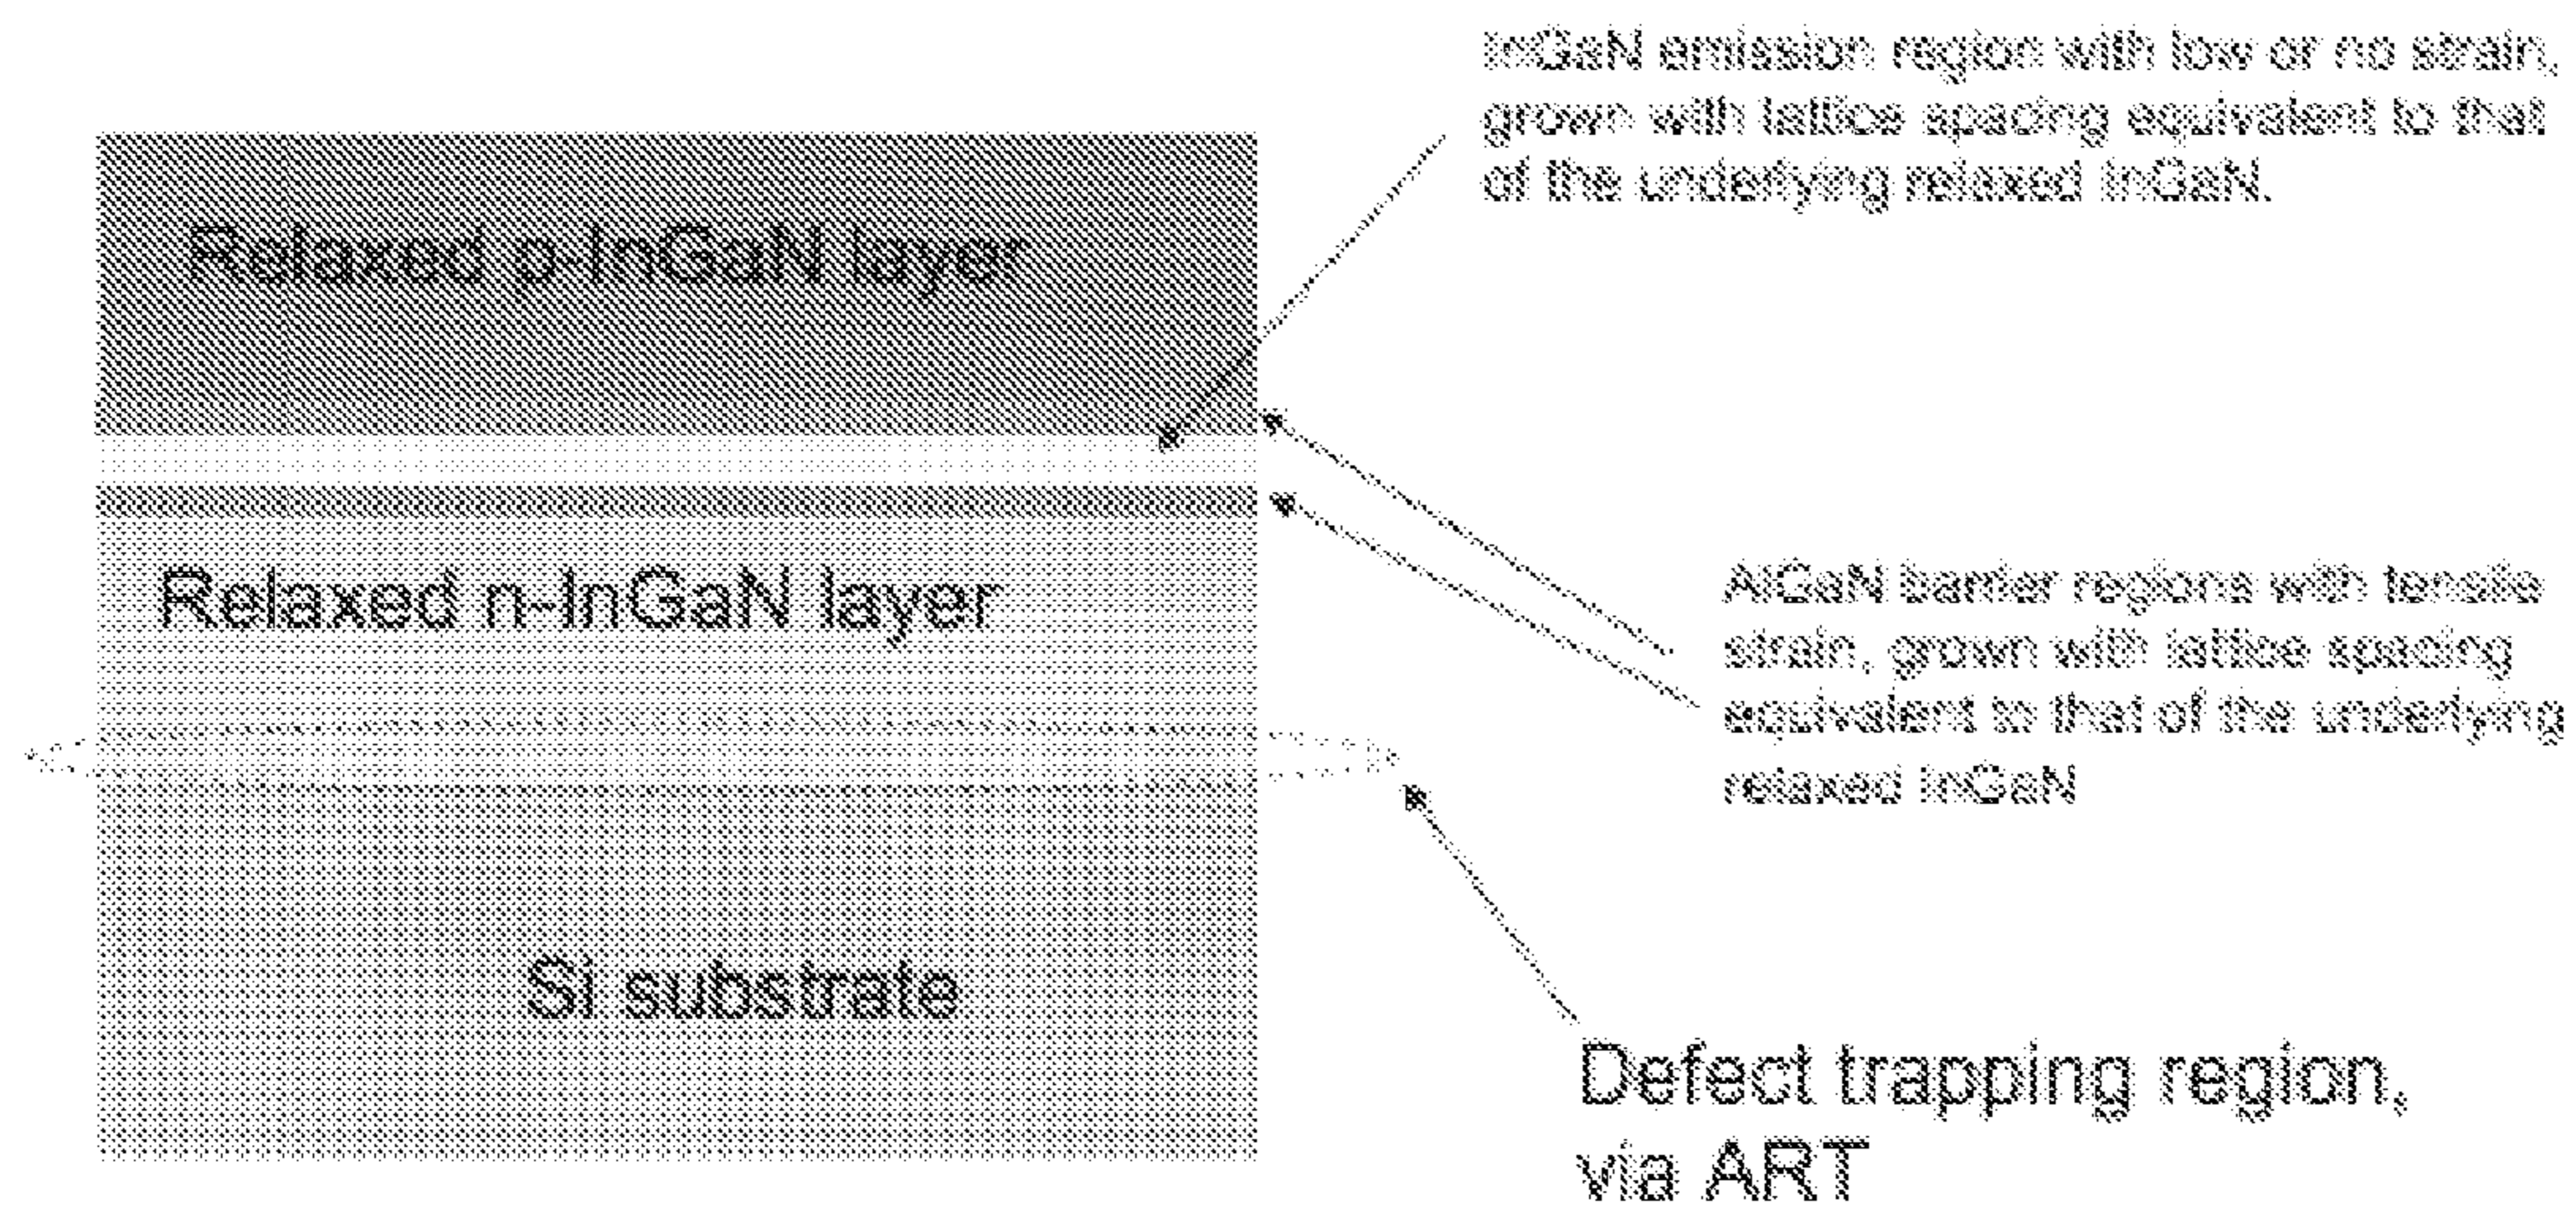 InGaN emission region with low or no strain,
grown with lattice spacing equivalent to that
of the underlying relaxed InGaN.
Relaxed p-InGaN layer
Relaxed n-InGaN layer
AlGaN barrier regions with tensile
strain, grown with lattice spacing
equivalent to that of the underlying
relaxed InGaN
Si substrate
Defect trapping region,
via ART